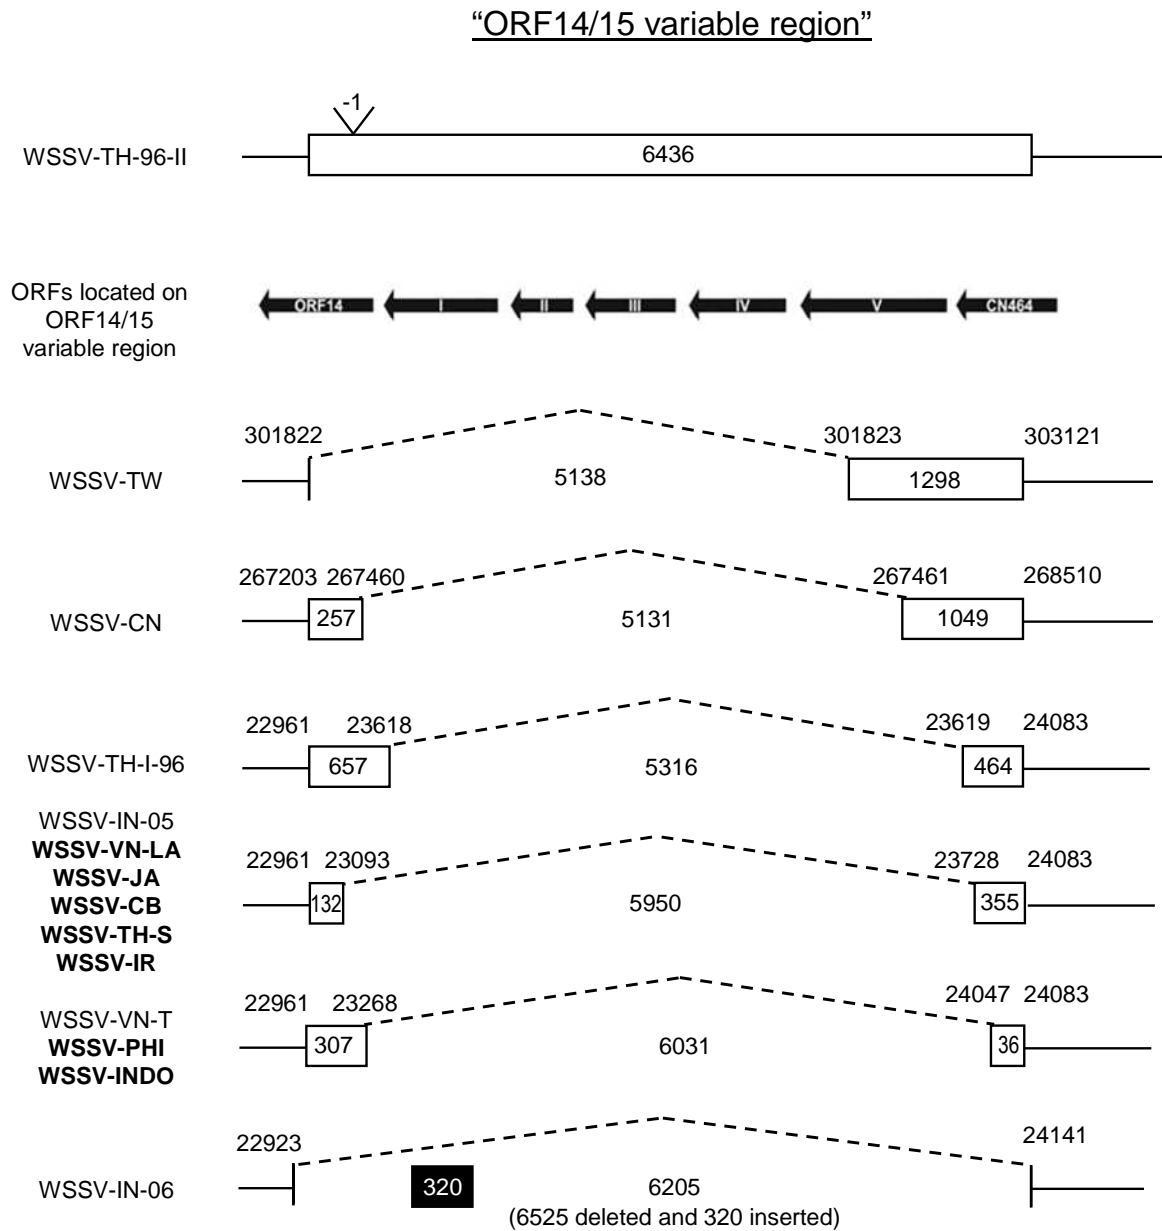 “ORF14/15 variable region”
-1
WSSV-TH-96-II
6436
ORFs located on
ORF14/15
variable region
ORF14 I II III IV V CN464
301822 301823 303121
WSSV-TW
5138 1298
267203 267460 267461 268510
WSSV-CN
257 5131 1049
22961 23618 23619 24083
WSSV-TH-I-96
657 5316 464
WSSV-IN-05
WSSV-VN-LA
WSSV-JA
WSSV-CB
WSSV-TH-S
WSSV-IR
22961 23093 23728 24083
132 5950 355
22961 23268 24047 24083
WSSV-VN-T
WSSV-PHI
WSSV-INDO
307 6031 36
22923 24141
WSSV-IN-06
320 6205
(6525 deleted and 320 inserted)